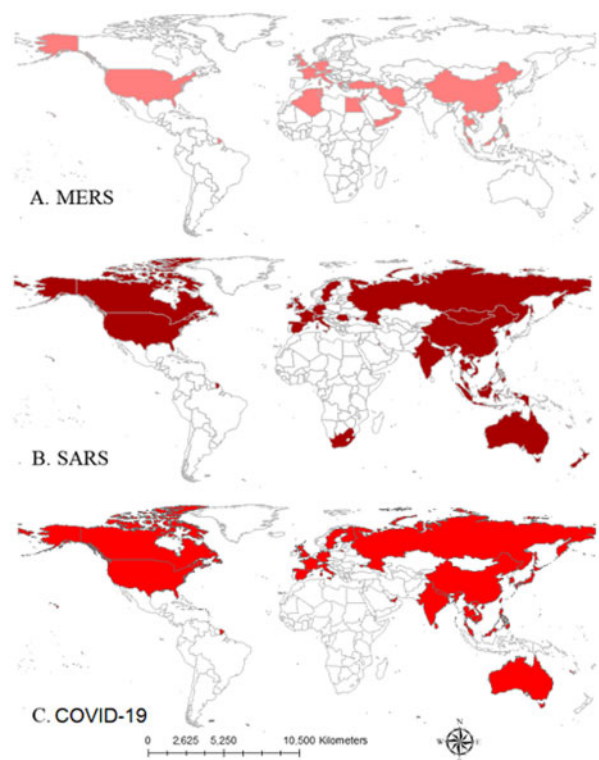 A. MERS
B. SARS
C. COVID-19
0 2,625 5,250 10,500 Kilometers
N
W E
S